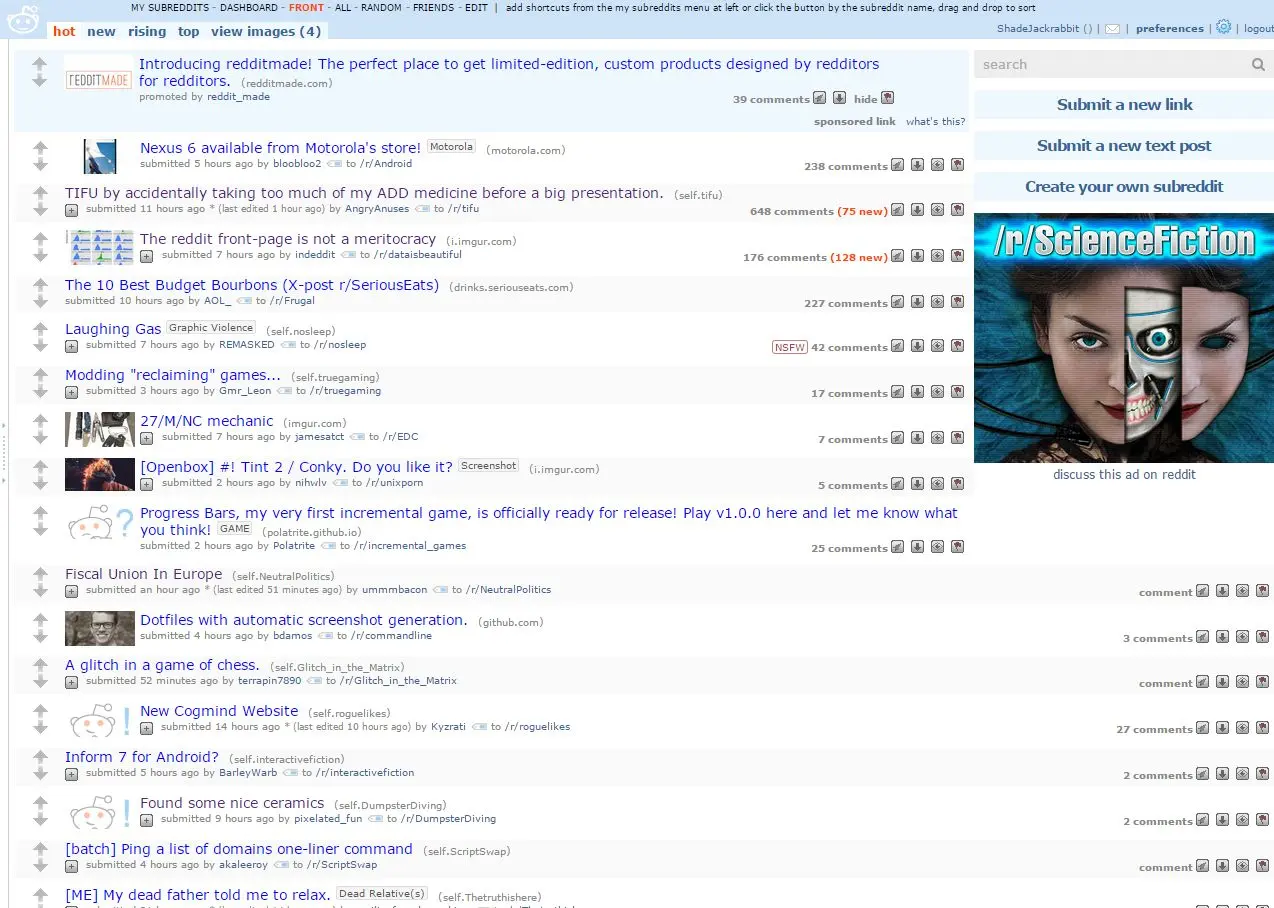 MY SUBREDDITS - DASHBOARD - FRONT - ALL - RANDOM - FRIENDS - EDIT | add shortcuts from the my subreddits menu at left or click the button by the subreddit name, drag and drop to sort
hot new rising top view images (4)
ShadeJackrabbit () | | preferences | | logout
Introducing redditmade! The perfect place to get limited-edition, custom products designed by redditors
for redditors. (redditmade.com)
REDDITMADE
promoted by reddit_made
39 comments hide
sponsored link what's this?
search
Submit a new link
Submit a new text post
Create your own subreddit
/r/ScienceFiction
discuss this ad on reddit
Nexus 6 available from Motorola's store! Motorola (motorola.com)
submitted 5 hours ago by bloobloo2 to /r/Android
238 comments
TIFU by accidentally taking too much of my ADD medicine before a big presentation. (self.tifu)
submitted 11 hours ago * (last edited 1 hour ago) by AngryAnuses to /r/tifu
648 comments (75 new)
The reddit front-page is not a meritocracy (i.imgur.com)
submitted 7 hours ago by indeddit to /r/dataisbeautiful
176 comments (128 new)
The 10 Best Budget Bourbons (X-post r/SeriousEats) (drinks.seriouseats.com)
submitted 10 hours ago by AOL_ to /r/Frugal
227 comments
Laughing Gas Graphic Violence (self.nosleep)
submitted 7 hours ago by REMASKED to /r/nosleep
NSFW 42 comments
Modding "reclaiming" games... (self.truegaming)
submitted 3 hours ago by Gmr_Leon to /r/truegaming
17 comments
27/M/NC mechanic (imgur.com)
submitted 7 hours ago by jamesatct to /r/EDC
7 comments
[Openbox] #! Tint 2 / Conky. Do you like it? Screenshot (i.imgur.com)
submitted 2 hours ago by nihwlv to /r/unixporn
5 comments
Progress Bars, my very first incremental game, is officially ready for release! Play v1.0.0 here and let me know what
you think! GAME (polatrite.github.io)
submitted 2 hours ago by Polatrite to /r/incremental_games
25 comments
Fiscal Union In Europe (self.NeutralPolitics)
submitted an hour ago * (last edited 51 minutes ago) by ummmbacon to /r/NeutralPolitics
comment
Dotfiles with automatic screenshot generation. (github.com)
submitted 4 hours ago by bdamos to /r/commandline
3 comments
A glitch in a game of chess. (self.Glitch_in_the_Matrix)
submitted 52 minutes ago by terrapin7890 to /r/Glitch_in_the_Matrix
comment
New Cogmind Website (self.roguelikes)
submitted 14 hours ago * (last edited 10 hours ago) by Kyzrati to /r/roguelikes
27 comments
Inform 7 for Android? (self.interactivefiction)
submitted 5 hours ago by BarleyWarb to /r/interactivefiction
2 comments
Found some nice ceramics (self.DumpsterDiving)
submitted 9 hours ago by pixelated_fun to /r/DumpsterDiving
2 comments
[batch] Ping a list of domains one-liner command (self.ScriptSwap)
submitted 4 hours ago by akaleeroy to /r/ScriptSwap
comment
[ME] My dead father told me to relax. Dead Relative(s) (self.Thetruthishere)